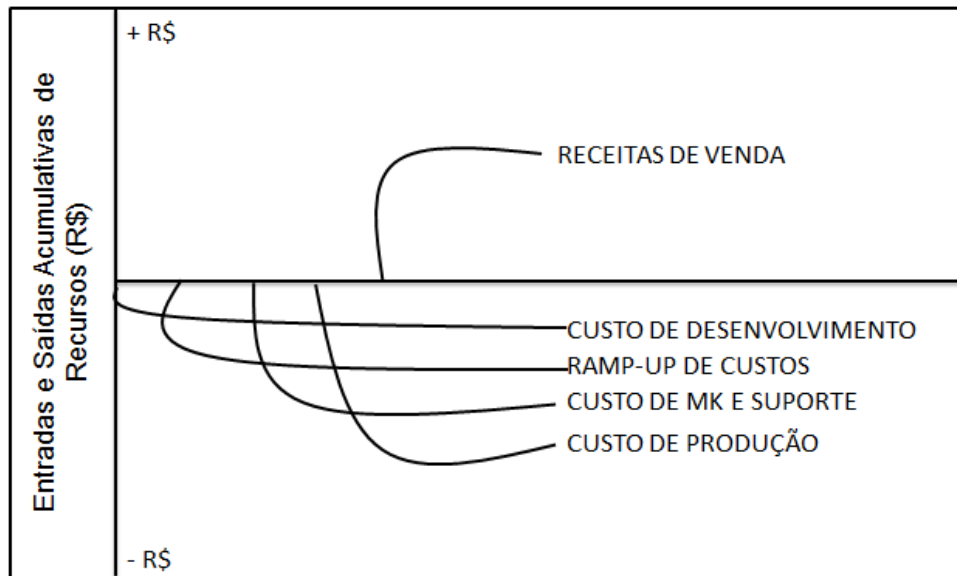 Entradas e Saídas Acumulativas de
Recursos (R$)
+ R$
RECEITAS DE VENDA
CUSTO DE DESENVOLVIMENTO
RAMP-UP DE CUSTOS
CUSTO DE MK E SUPORTE
CUSTO DE PRODUÇÃO
- R$